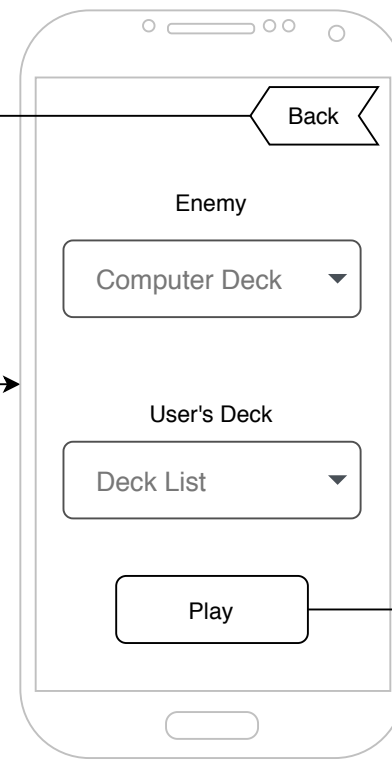 Back
Enemy
Computer Deck
User's Deck
Deck List
Play